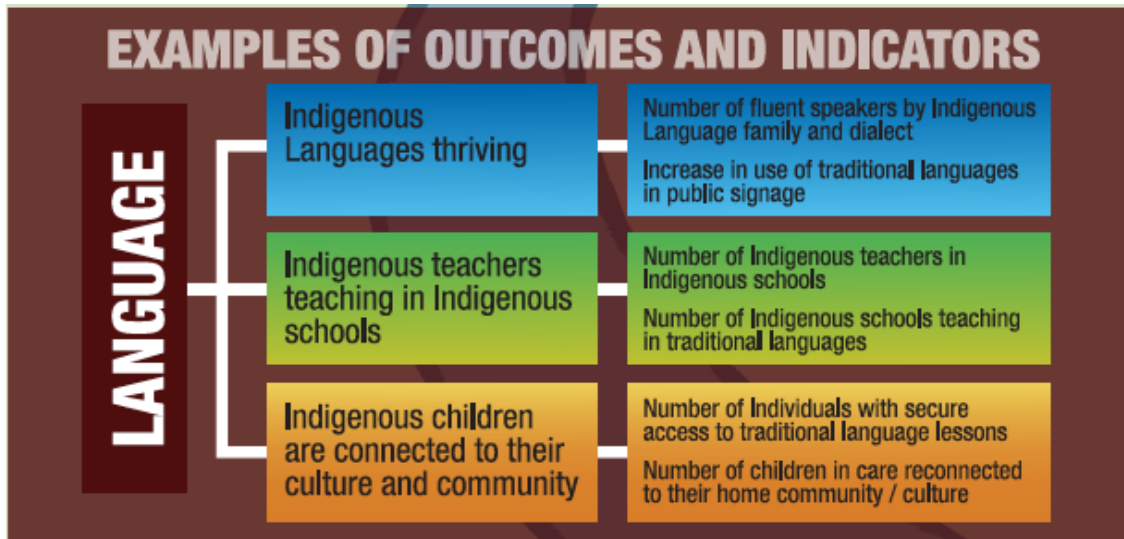 EXAMPLES OF OUTCOMES AND INDICATORS
LANGUAGE
Indigenous
Languages thriving
Number of fluent speakers by Indigenous
Language family and dialect
Increase in use of traditional languages
in public signage
Indigenous teachers
teaching in Indigenous
schools
Number of Indigenous teachers in
Indigenous schools
Number of Indigenous schools teaching
in traditional languages
Indigenous children
are connected to their
culture and community
Number of Individuals with secure
access to traditional language lessons
Number of children in care reconnected
to their home community / culture